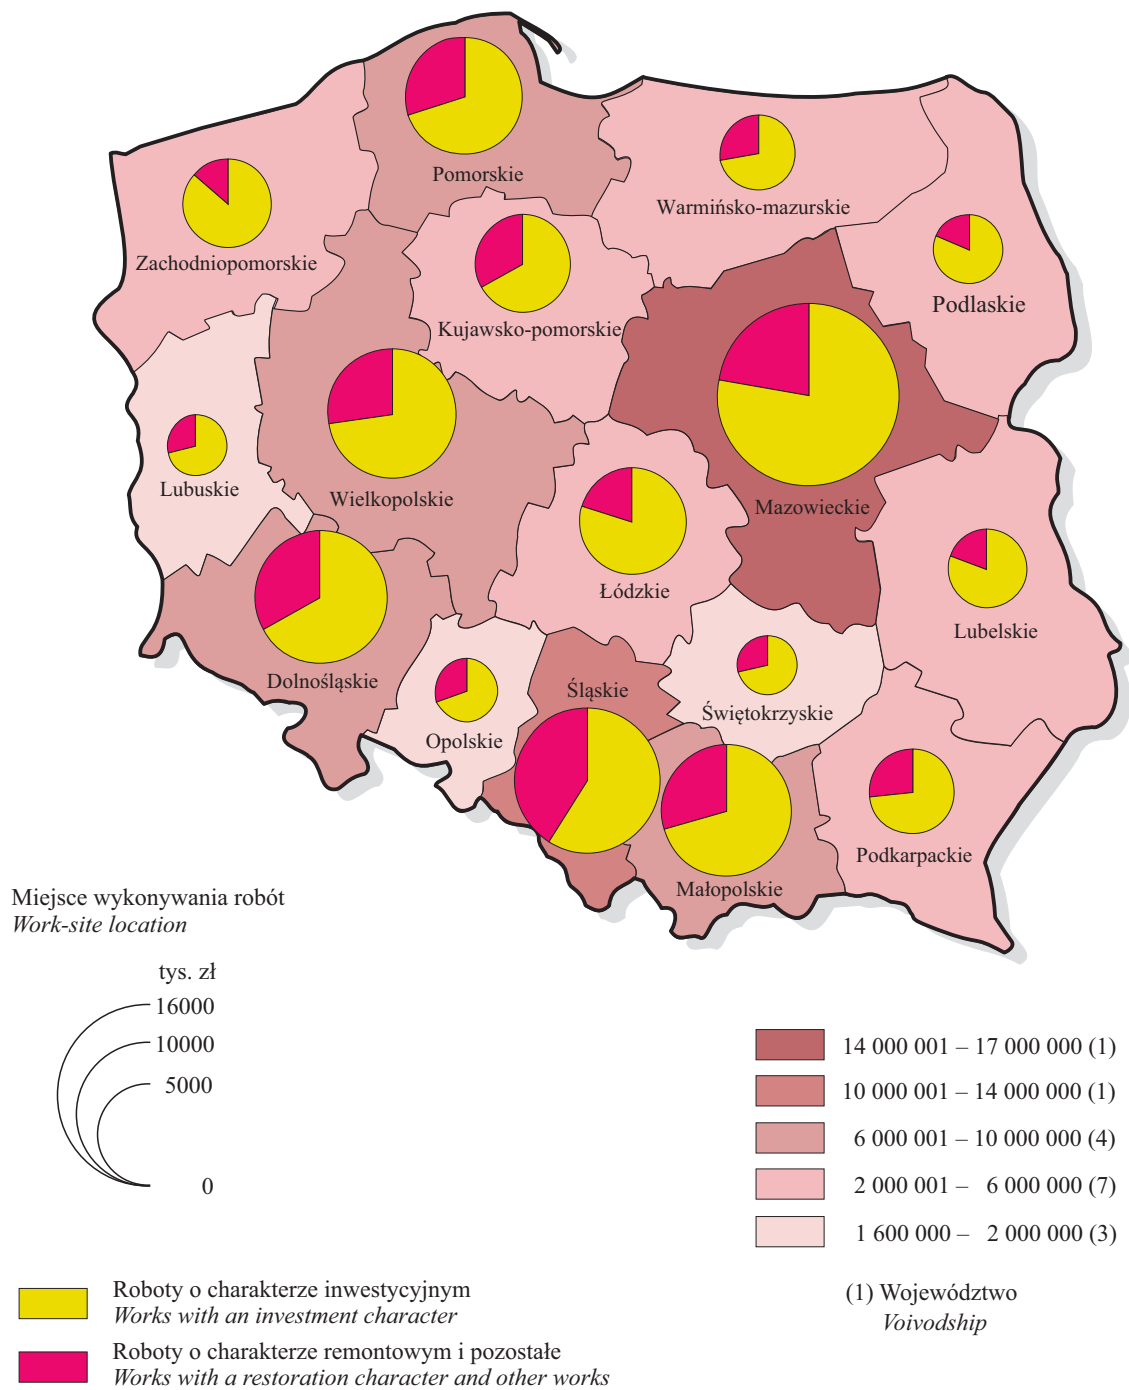 Pomorskie
Warmińsko-mazurskie
Zachodniopomorskie
Podlaskie
Kujawsko-pomorskie
Lubuskie
Wielkopolskie
Mazowieckie
Łódzkie
Lubelskie
Dolnośląskie
Śląskie
Świętokrzyskie
Opolskie
Podkarpackie
Małopolskie
Miejsce wykonywania robót
Work-site location
tys. zł
16000
10000
5000
0
14 000 001 – 17 000 000 (1)
10 000 001 – 14 000 000 (1)
6 000 001 – 10 000 000 (4)
2 000 001 – 6 000 000 (7)
1 600 000 – 2 000 000 (3)
(1) Województwo
Voivodship
Roboty o charakterze inwestycyjnym
Works with an investment character
Roboty o charakterze remontowym i pozostałe
Works with a restoration character and other works